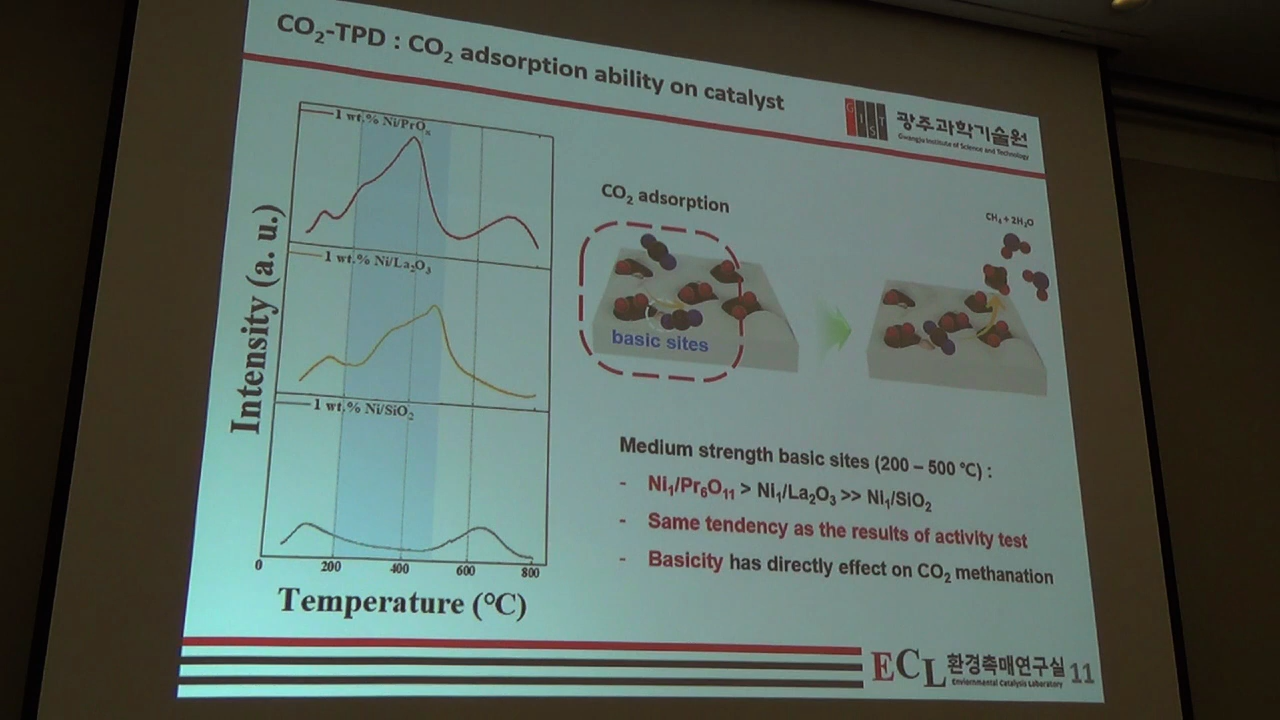 CO₂-TPD : CO₂ adsorption ability on catalyst
GIST
광주과학기술원
Gwangju Institute of Science and Technology
1 wt.% Ni/PrOₓ
1 wt.% Ni/La₂O₃
1 wt.% Ni/SiO₂
Intensity (a. u.)
0 200 400 600 800
Temperature (°C)
CO₂ adsorption
basic sites
CH₄ + 2H₂O
Medium strength basic sites (200 – 500 °C) :
- Ni₁/Pr₆O₁₁ > Ni₁/La₂O₃ >> Ni₁/SiO₂
- Same tendency as the results of activity test
- Basicity has directly effect on CO₂ methanation
ECL 환경촉매연구실 11
Enviornmental Catalysis Laboratory